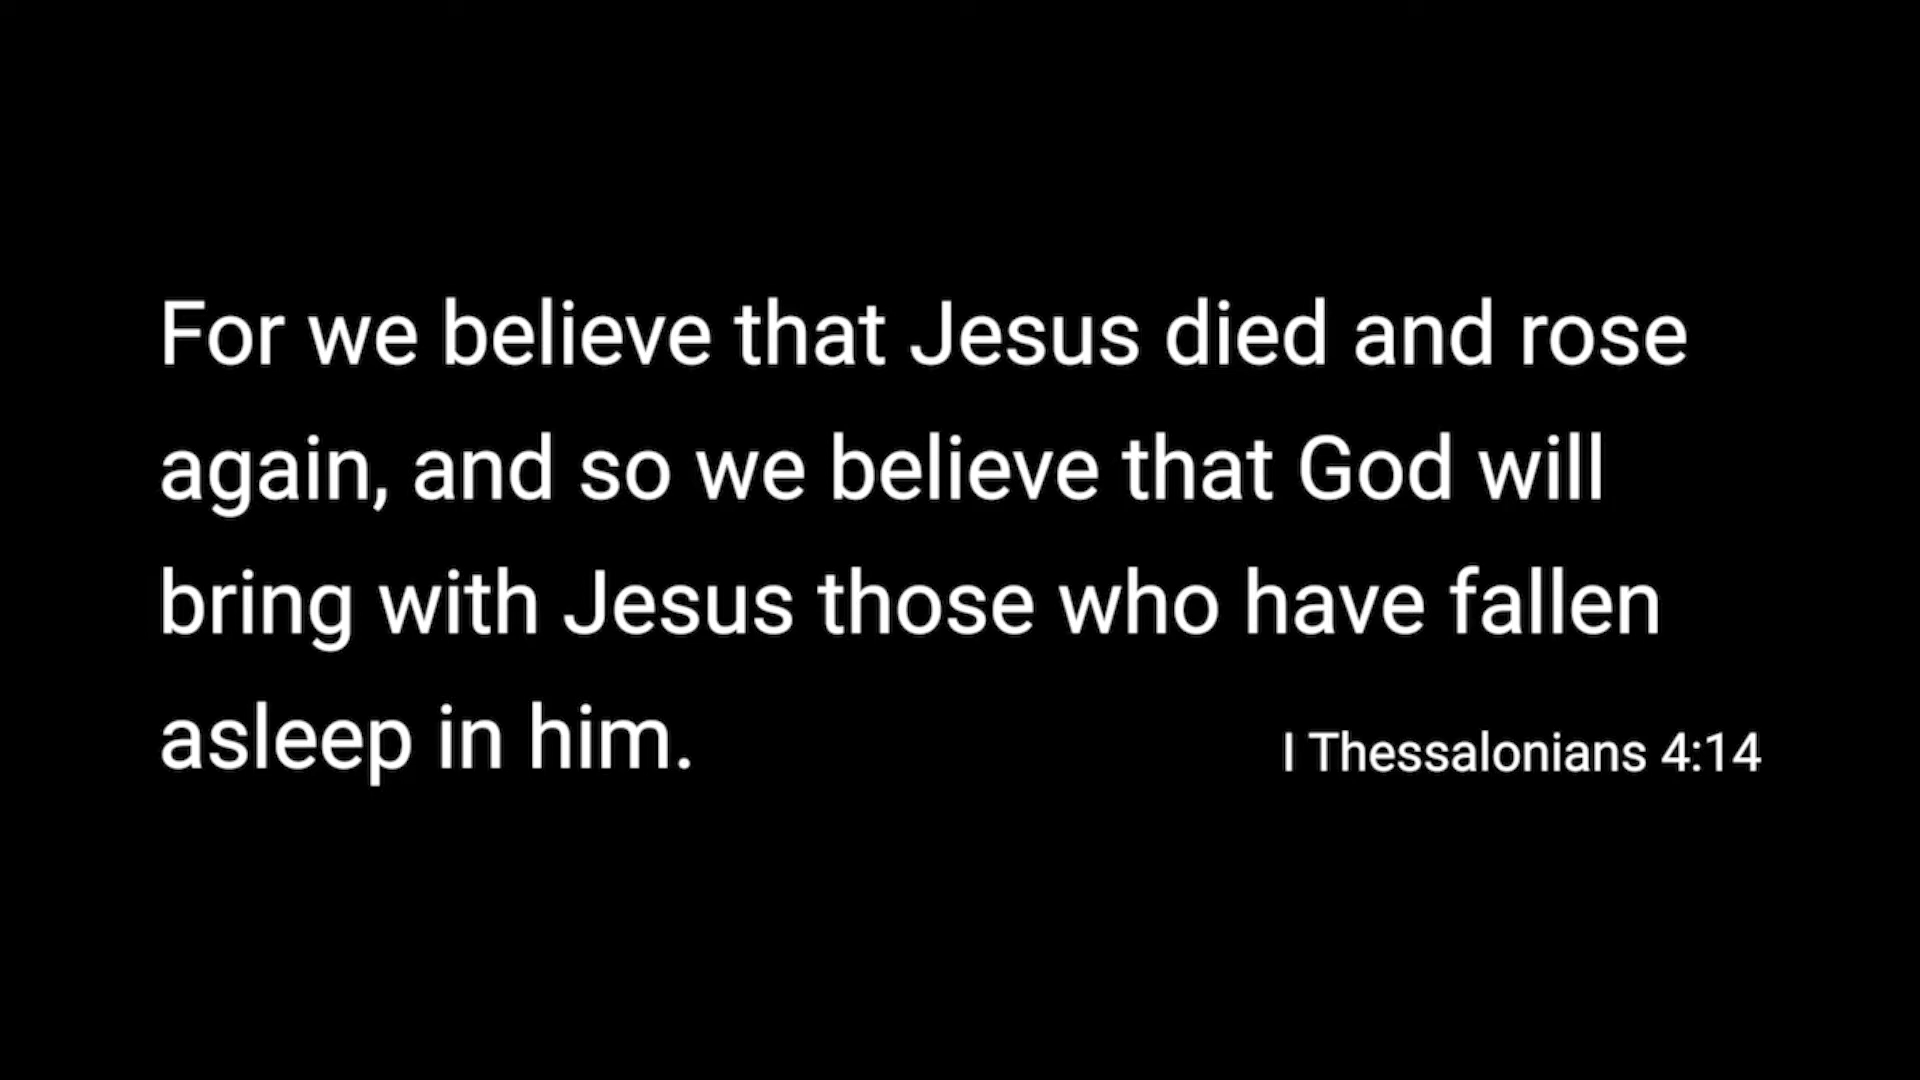 For we believe that Jesus died and rose
again, and so we believe that God will
bring with Jesus those who have fallen
asleep in him.
I Thessalonians 4:14